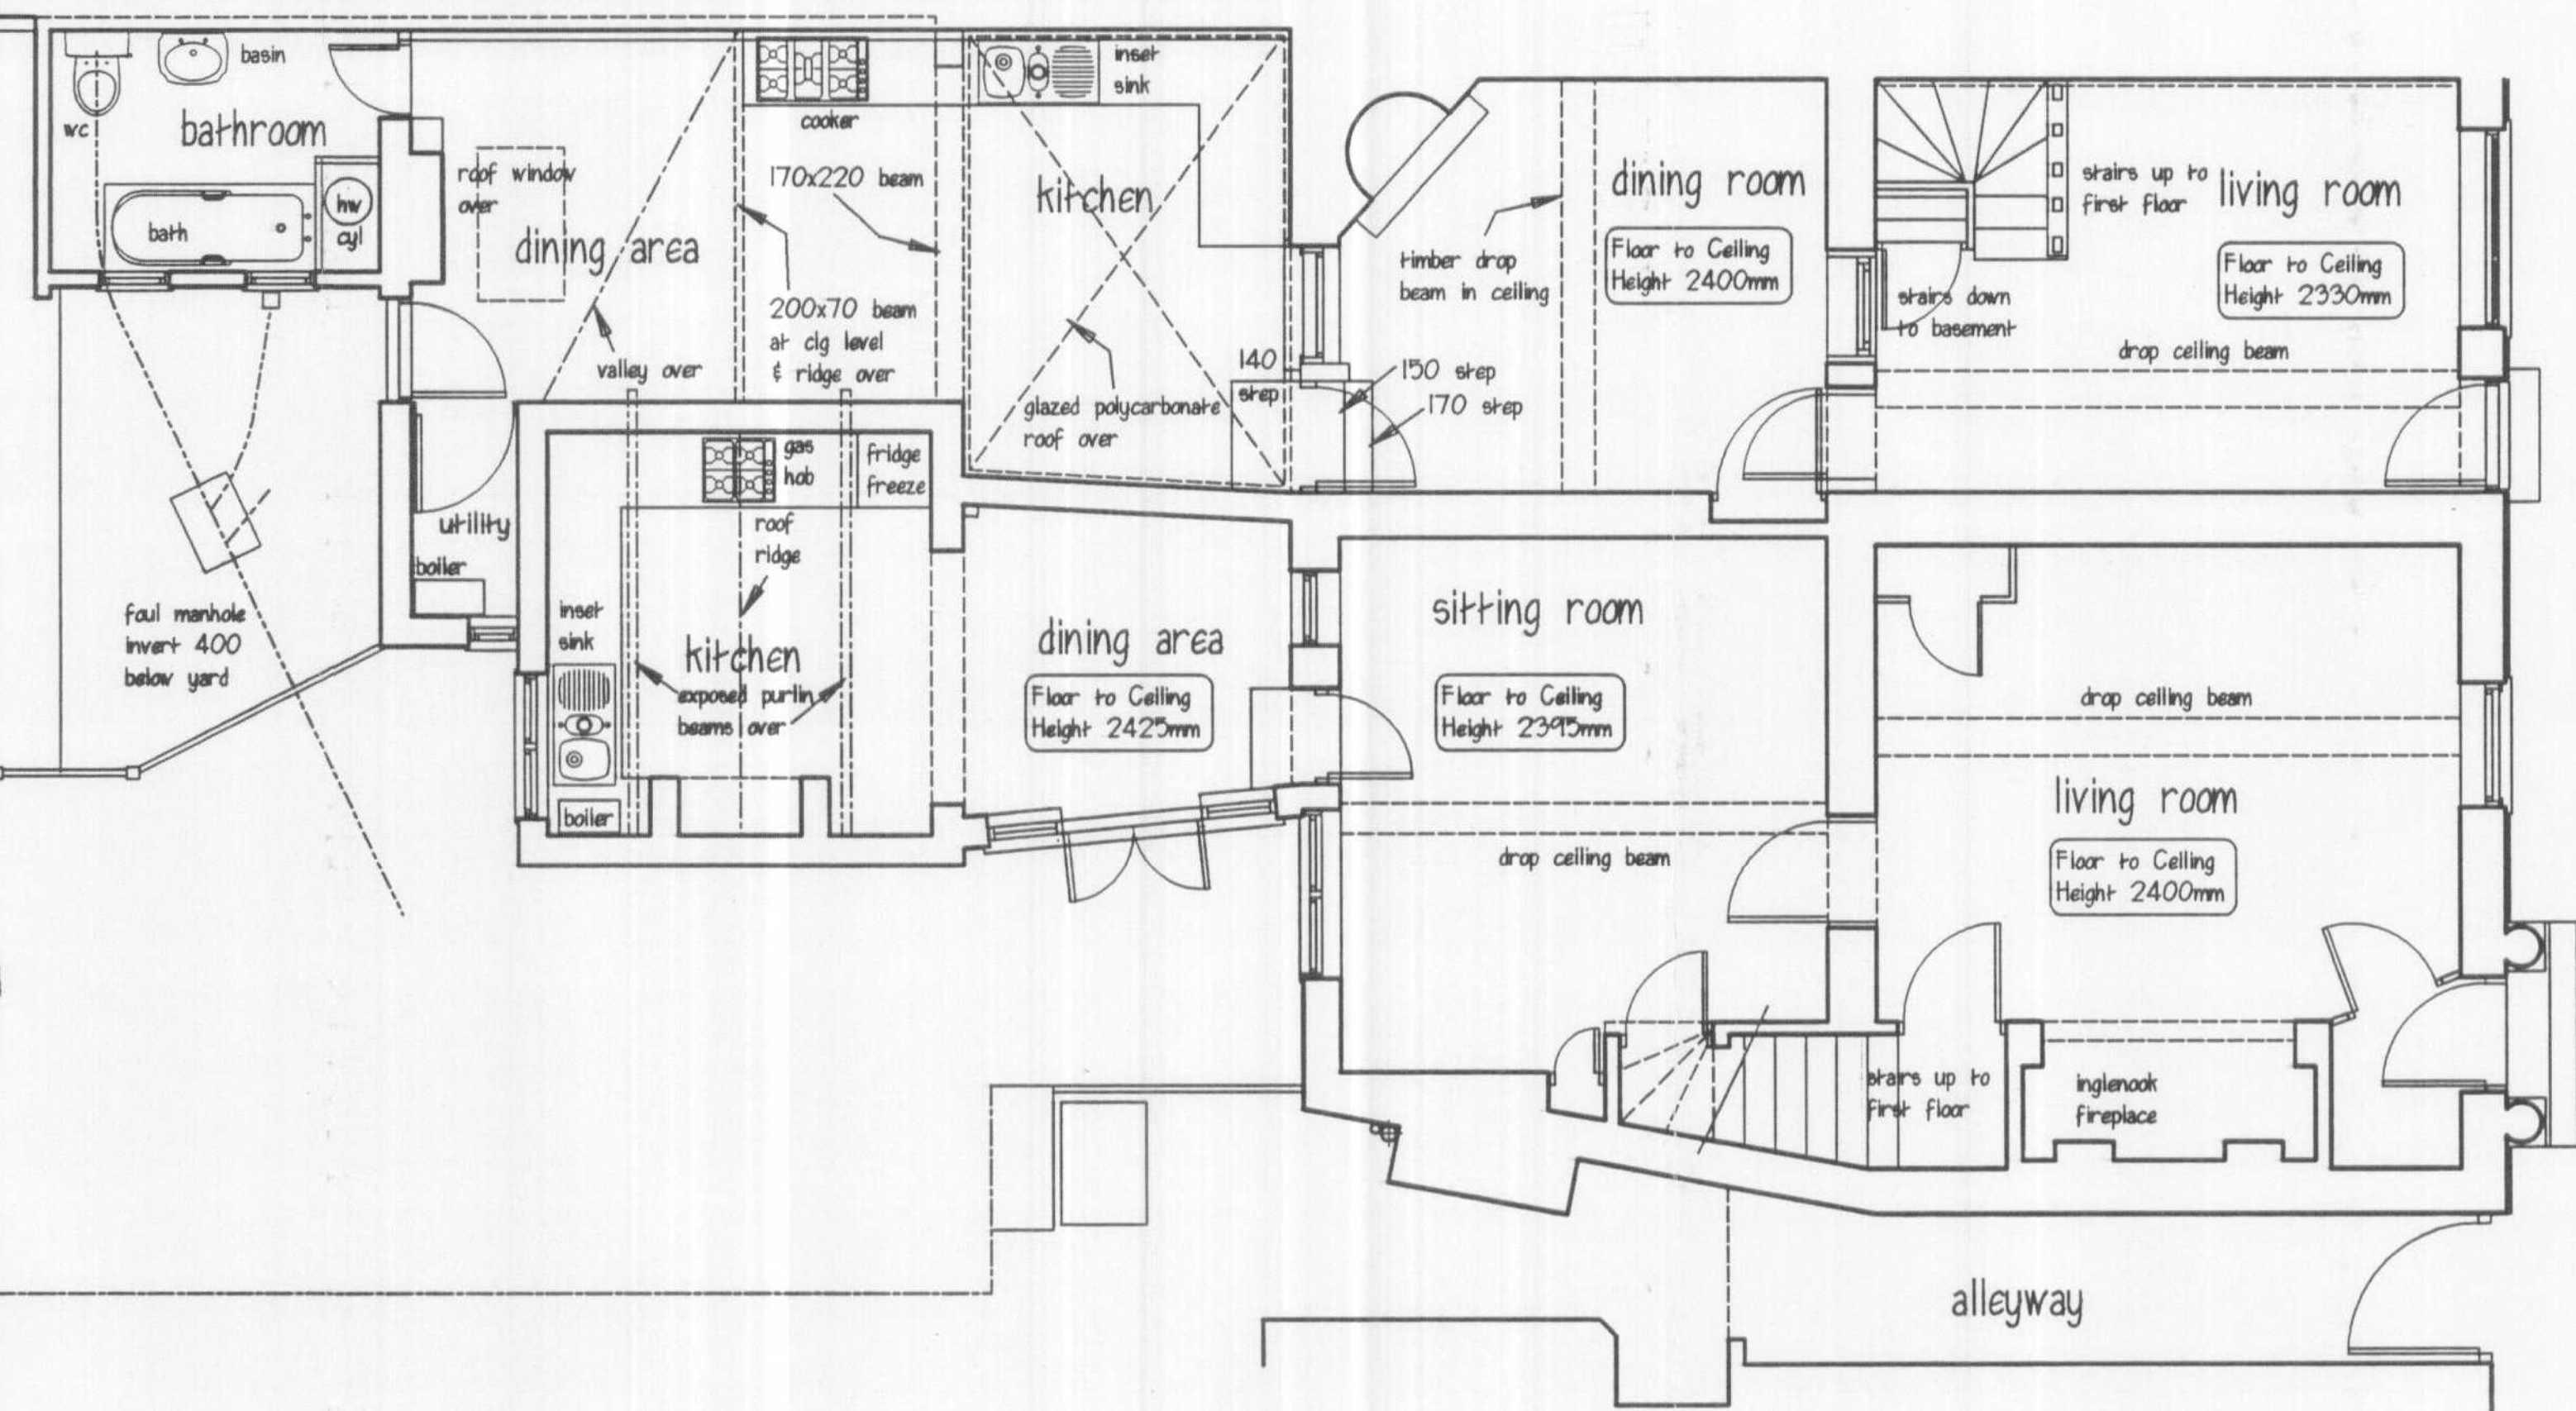 basin
wc
bathroom
bath
hw
cyl
roof window
over
dining area
valley over
cooker
170x220 beam
200x70 beam
at clg level
& ridge over
inset
sink
kitchen
glazed polycarbonate
roof over
140
step
150 step
170 step
timber drop
beam in ceiling
dining room
Floor to Ceiling
Height 2400mm
stairs up to
first floor
living room
Floor to Ceiling
Height 2330mm
stairs down
to basement
drop ceiling beam
utility
boiler
foul manhole
invert 400
below yard
gas
hob
fridge
freeze
roof
ridge
inset
sink
kitchen
exposed purlin
beams over
boiler
dining area
Floor to Ceiling
Height 2425mm
sitting room
Floor to Ceiling
Height 2395mm
drop ceiling beam
drop ceiling beam
living room
Floor to Ceiling
Height 2400mm
stairs up to
first floor
inglenook
fireplace
alleyway